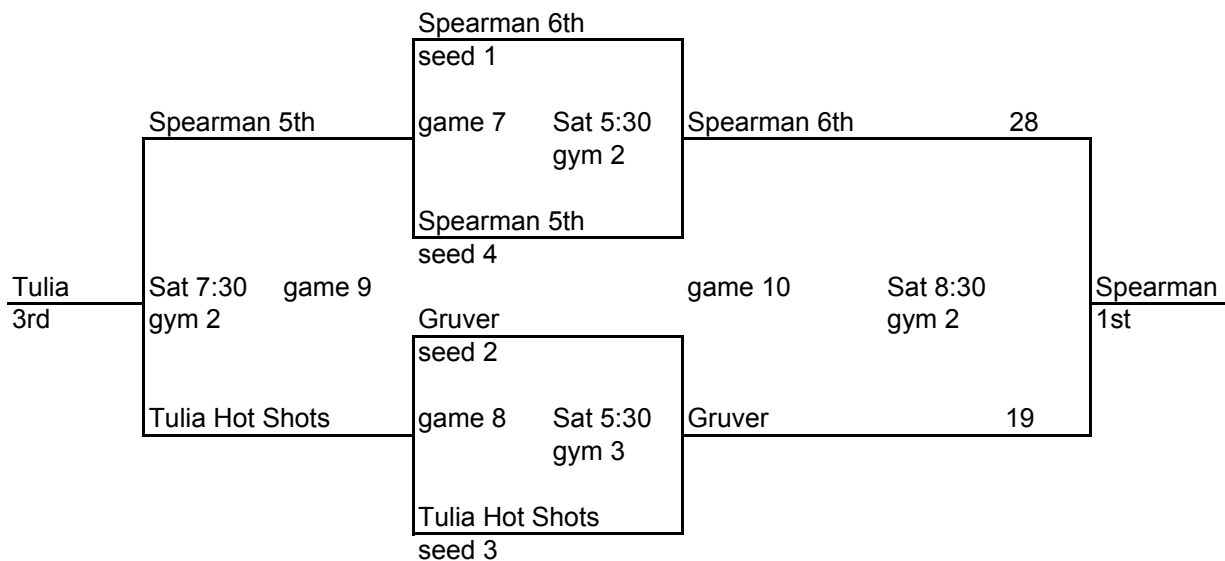 Spearman 6th
seed 1
Spearman 5th game 7 Sat 5:30 Spearman 6th 28
gym 2
Spearman 5th
seed 4
Tulia Sat 7:30 game 9 game 10 Sat 8:30 Spearman
3rd gym 2 Gruver gym 2 1st
seed 2
Tulia Hot Shots game 8 Sat 5:30 Gruver 19
gym 3
Tulia Hot Shots
seed 3